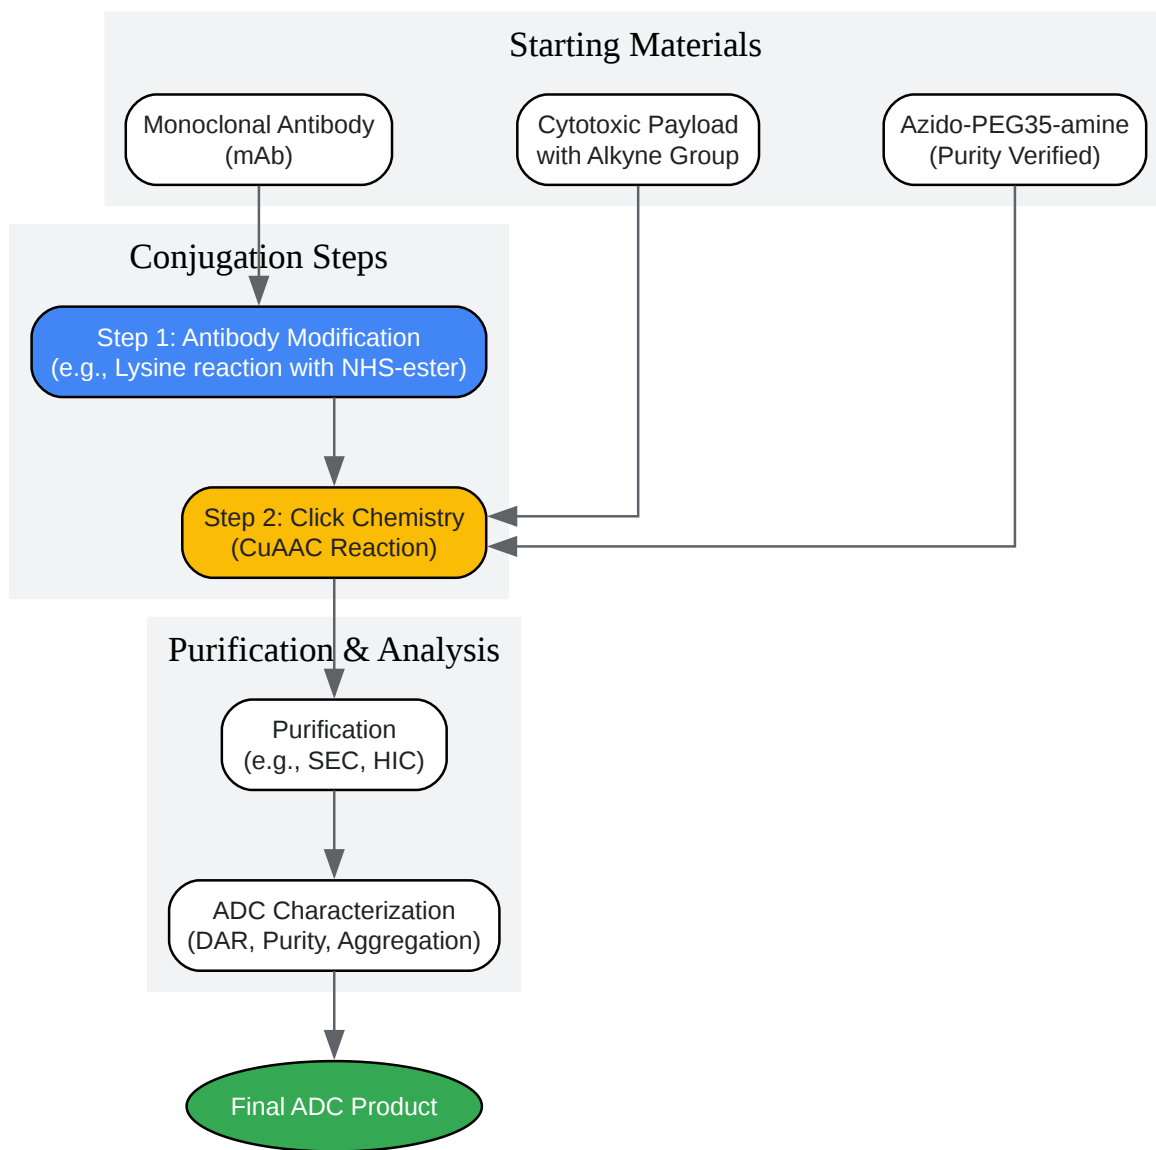 Starting Materials
Monoclonal Antibody
(mAb)
Cytotoxic Payload
with Alkyne Group
Azido-PEG35-amine
(Purity Verified)
Conjugation Steps
Step 1: Antibody Modification
(e.g., Lysine reaction with NHS-ester)
Step 2: Click Chemistry
(CuAAC Reaction)
Purification & Analysis
Purification
(e.g., SEC, HIC)
ADC Characterization
(DAR, Purity, Aggregation)
Final ADC Product